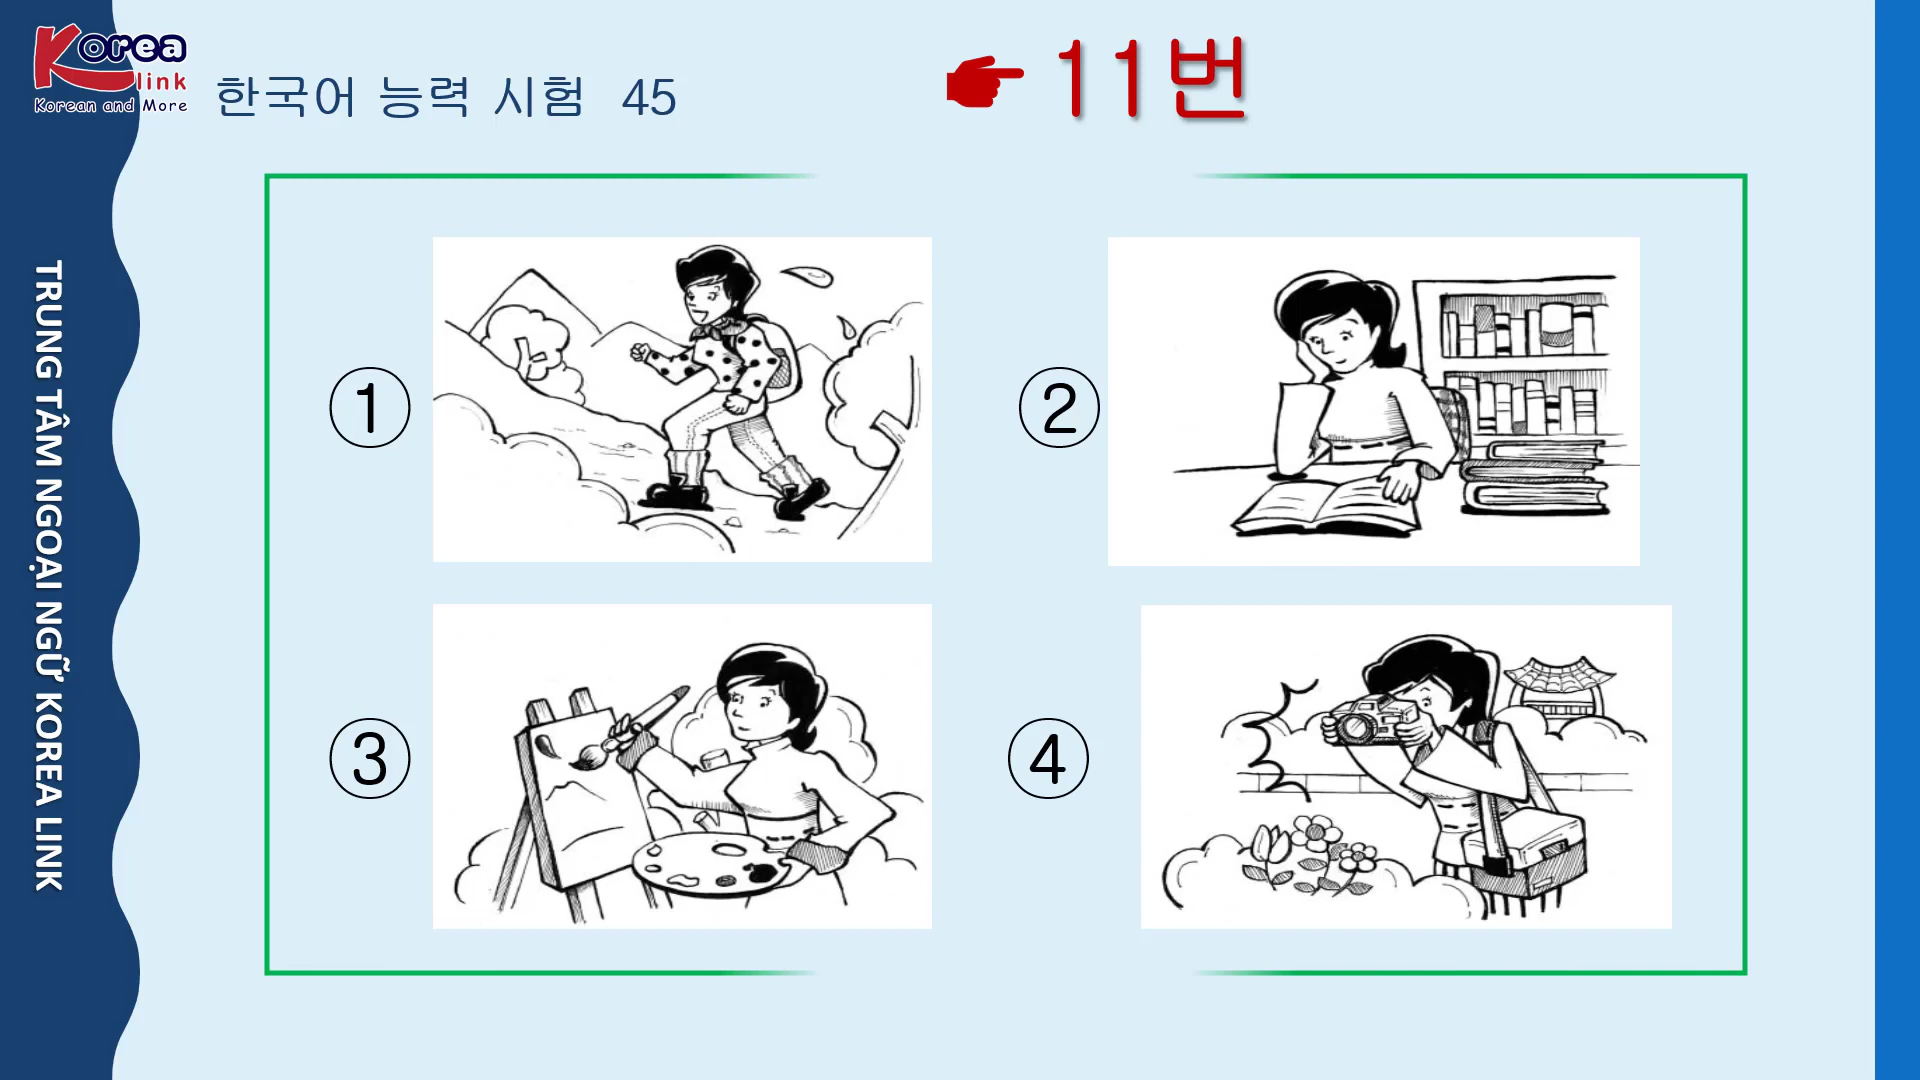 Korea
link
Korean and More
한국어 능력 시험 45
11번
TRUNG TÂM NGOẠI NGỮ KOREA LINK
①
②
③
④